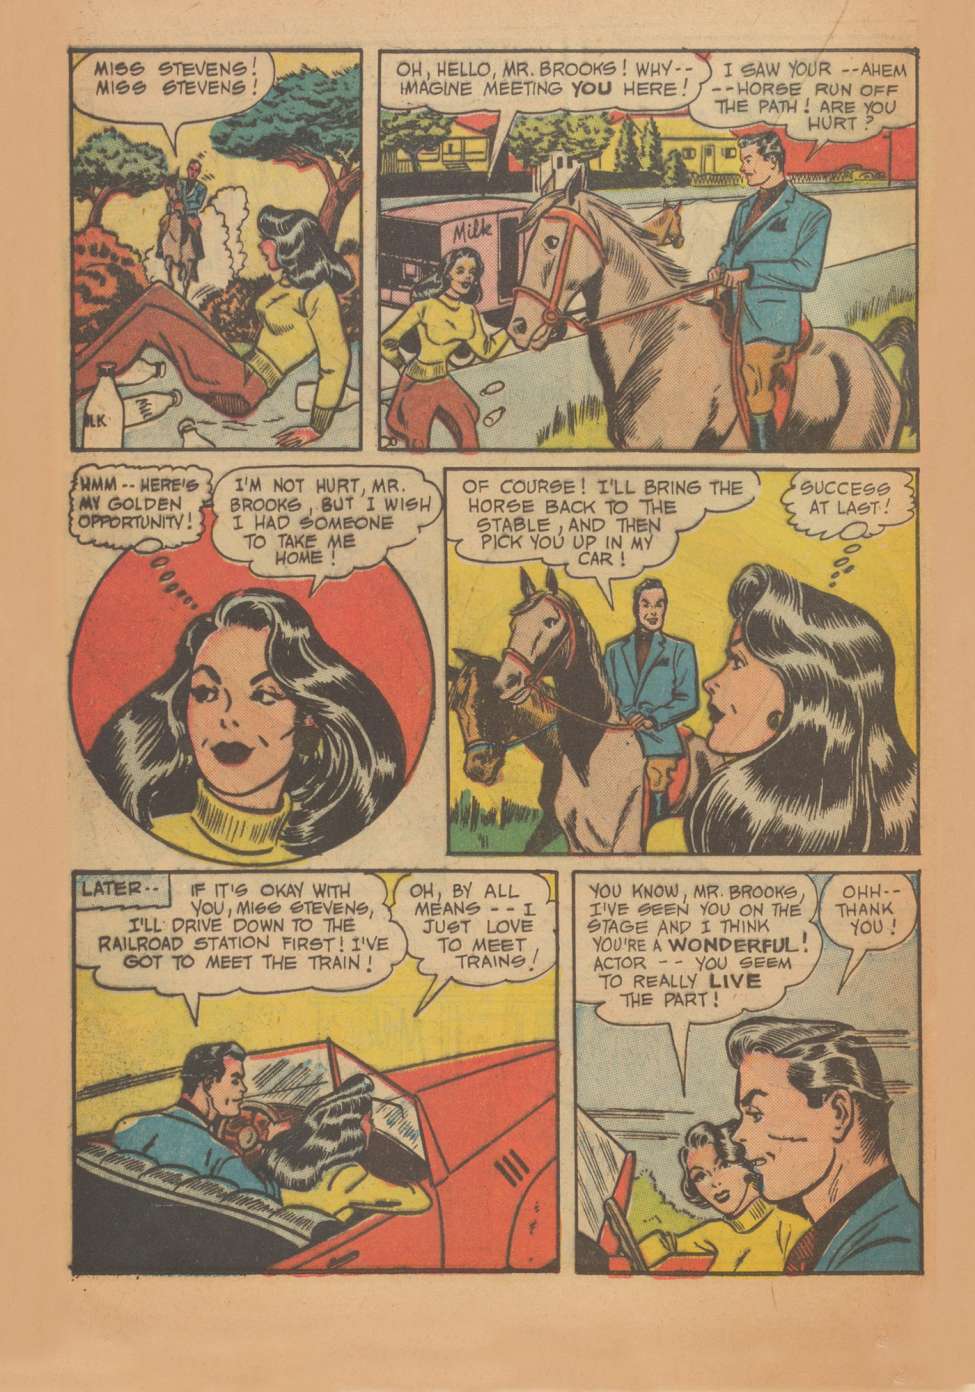 MISS STEVENS!
MISS STEVENS!
LK
OH, HELLO, MR. BROOKS! WHY--
IMAGINE MEETING YOU HERE!
I SAW YOUR --AHEM
--HORSE RUN OFF
THE PATH! ARE YOU
HURT?
Milk
HMM -- HERE'S
MY GOLDEN
OPPORTUNITY!
I'M NOT HURT, MR.
BROOKS, BUT I WISH
I HAD SOMEONE
TO TAKE ME
HOME!
OF COURSE! I'LL BRING THE
HORSE BACK TO THE
STABLE, AND THEN
PICK YOU UP IN MY
CAR!
SUCCESS
AT LAST!
LATER--
IF IT'S OKAY WITH
YOU, MISS STEVENS,
I'LL DRIVE DOWN TO THE
RAILROAD STATION FIRST! I'VE
GOT TO MEET THE TRAIN!
OH, BY ALL
MEANS -- I
JUST LOVE
TO MEET
TRAINS!
YOU KNOW, MR. BROOKS,
I'VE SEEN YOU ON THE
STAGE AND I THINK
YOU'RE A WONDERFUL!
ACTOR -- YOU SEEM
TO REALLY LIVE
THE PART!
OHH--
THANK
YOU!